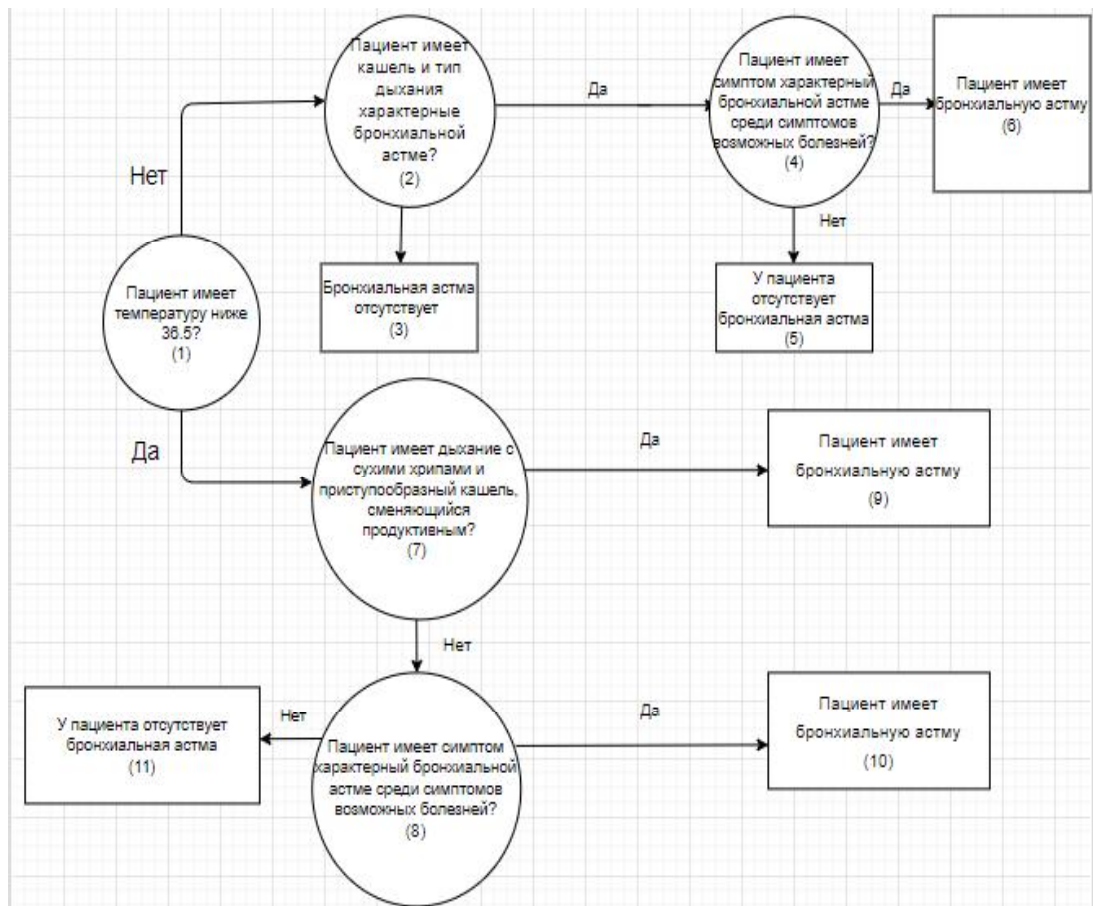 Пациент имеет
кашель и тип
дыхания
характерные
бронхиальной
астме?
(2)
Да
Пациент имеет
симптом характерный
бронхиальной астме
среди симптомов
возможных болезней?
(4)
Да
Пациент имеет
бронхиальную астму
(6)
Нет
Нет
Пациент имеет
температуру ниже
36.5?
(1)
Бронхиальная астма
отсутствует
(3)
У пациента
отсутствует
бронхиальная астма
(5)
Да
Пациент имеет дыхание с
сухими хрипами и
приступообразный кашель,
сменяющийся
продуктивным?
(7)
Да
Пациент имеет
бронхиальную астму
(9)
Нет
У пациента отсутствует
бронхиальная астма
(11)
Нет
Пациент имеет симптом
характерный бронхиальной
астме среди симптомов
возможных болезней?
(8)
Да
Пациент имеет
бронхиальную астму
(10)